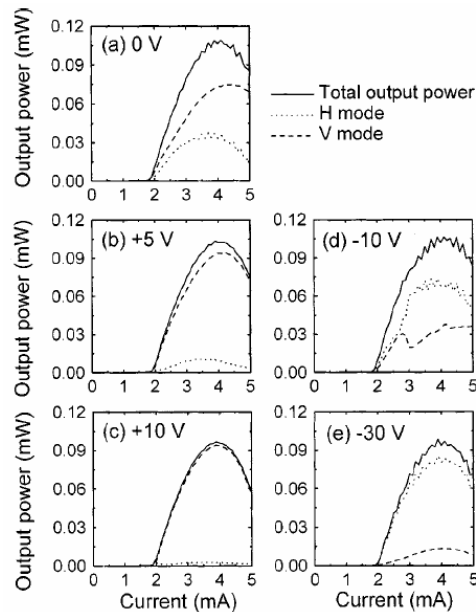 Output power (mW)
0.12
0.09
0.06
0.03
0.00
(a) 0 V
0 1 2 3 4 5
Total output power
H mode
V mode
Output power (mW)
0.12
0.09
0.06
0.03
0.00
(b) +5 V
0 1 2 3 4 5
0.12
0.09
0.06
0.03
0.00
(d) -10 V
0 1 2 3 4 5
Output power (mW)
0.12
0.09
0.06
0.03
0.00
(c) +10 V
0 1 2 3 4 5
Current (mA)
0.12
0.09
0.06
0.03
0.00
(e) -30 V
0 1 2 3 4 5
Current (mA)